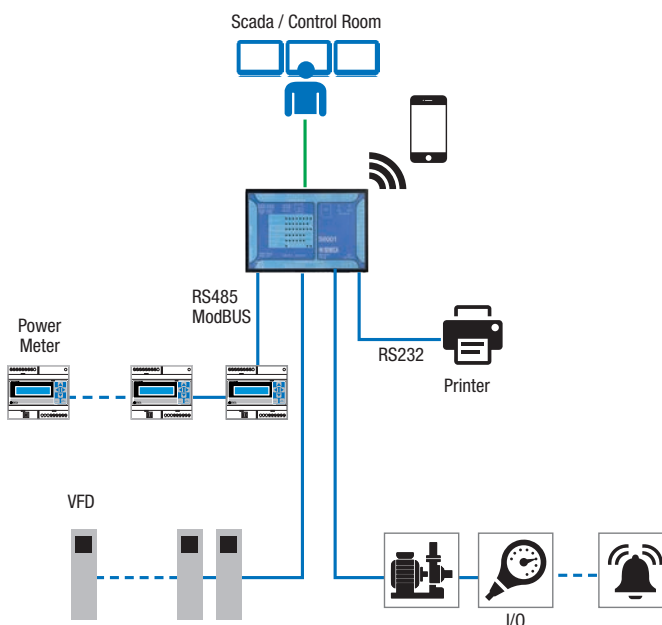 Scada / Control Room
RS485
ModBUS
Power
Meter
RS232
Printer
VFD
I/O